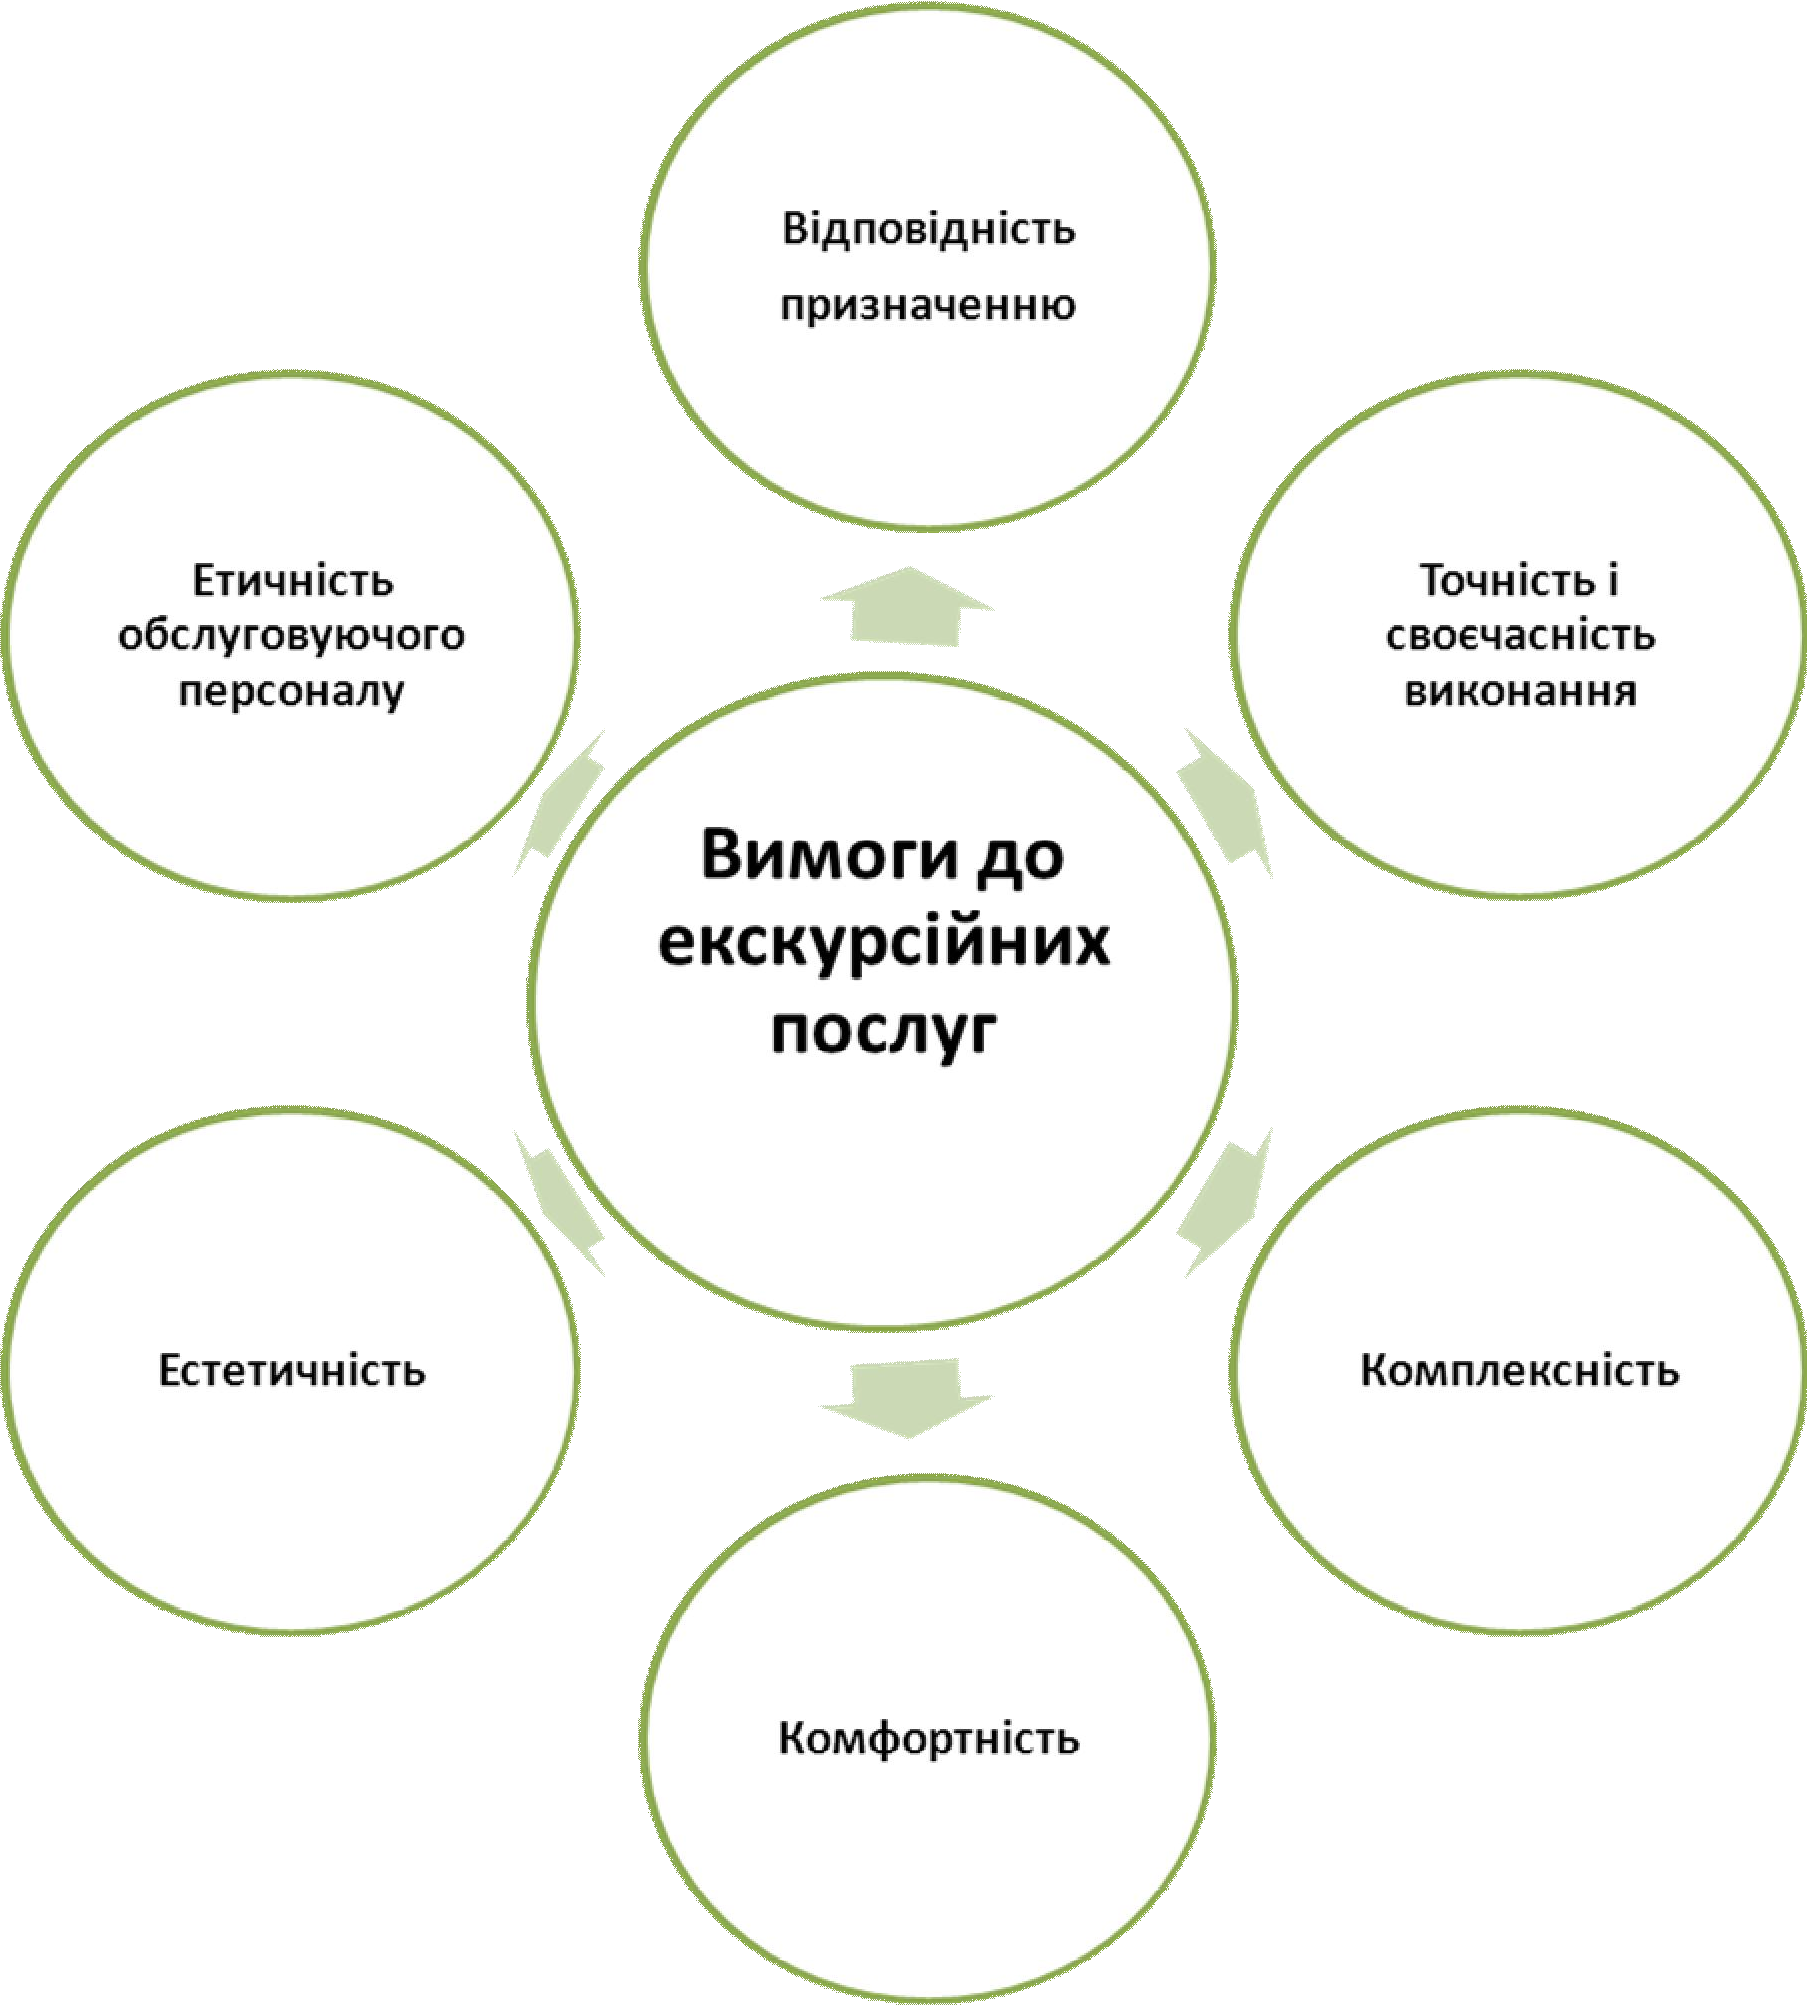 Відповідність
призначенню
Етичність
обслуговуючого
персоналу
Точність і
своєчасність
виконання
Вимоги до
екскурсійних
послуг
Естетичність
Комплексність
Комфортність